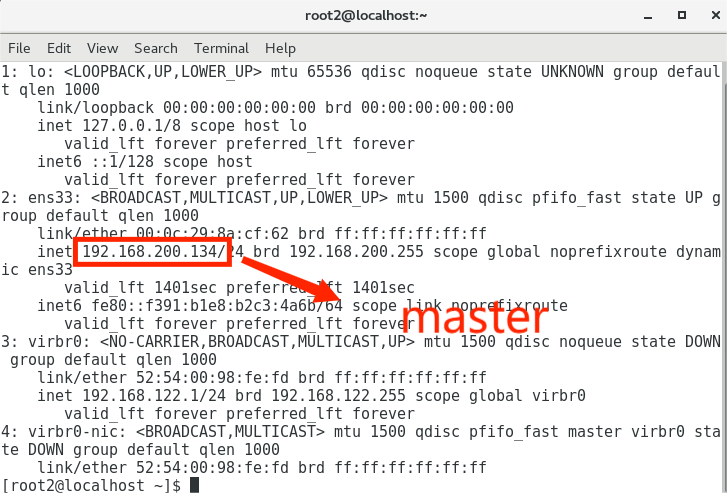 root2@localhost:~
File Edit View Search Terminal Help
1: lo: <LOOPBACK,UP,LOWER_UP> mtu 65536 qdisc noqueue state UNKNOWN group defaul
t qlen 1000
link/loopback 00:00:00:00:00:00 brd 00:00:00:00:00:00
inet 127.0.0.1/8 scope host lo
valid_lft forever preferred_lft forever
inet6 ::1/128 scope host
valid_lft forever preferred_lft forever
2: ens33: <BROADCAST,MULTICAST,UP,LOWER_UP> mtu 1500 qdisc pfifo_fast state UP g
roup default qlen 1000
link/ether 00:0c:29:8a:cf:62 brd ff:ff:ff:ff:ff:ff
inet 192.168.200.134/24 brd 192.168.200.255 scope global noprefixroute dynam
ic ens33
valid_lft 1401sec preferred_lft 1401sec
inet6 fe80::f391:b1e8:b2c3:4a6b/64 scope link noprefixroute
master
valid_lft forever preferred_lft forever
3: virbr0: <NO-CARRIER,BROADCAST,MULTICAST,UP> mtu 1500 qdisc noqueue state DOWN
group default qlen 1000
link/ether 52:54:00:98:fe:fd brd ff:ff:ff:ff:ff:ff
inet 192.168.122.1/24 brd 192.168.122.255 scope global virbr0
valid_lft forever preferred_lft forever
4: virbr0-nic: <BROADCAST,MULTICAST> mtu 1500 qdisc pfifo_fast master virbr0 sta
te DOWN group default qlen 1000
link/ether 52:54:00:98:fe:fd brd ff:ff:ff:ff:ff:ff
[root2@localhost ~]$